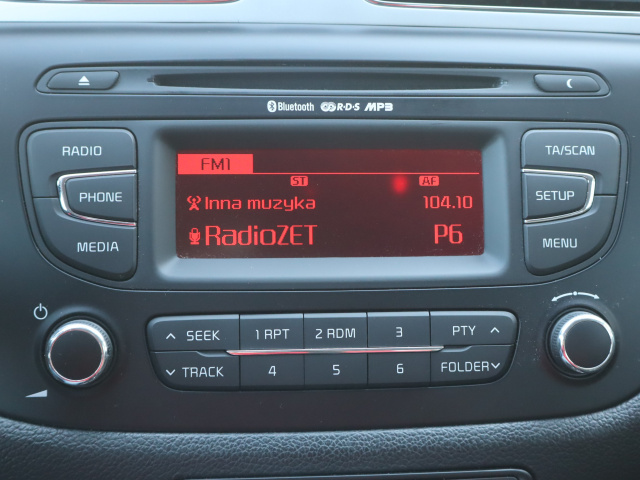 Bluetooth R·D·S MP3
RADIO
PHONE
MEDIA
FM1
ST AF
Inna muzyka 104.10
RadioZET P6
TA/SCAN
SETUP
MENU
SEEK 1 RPT 2 RDM 3 PTY
TRACK 4 5 6 FOLDER